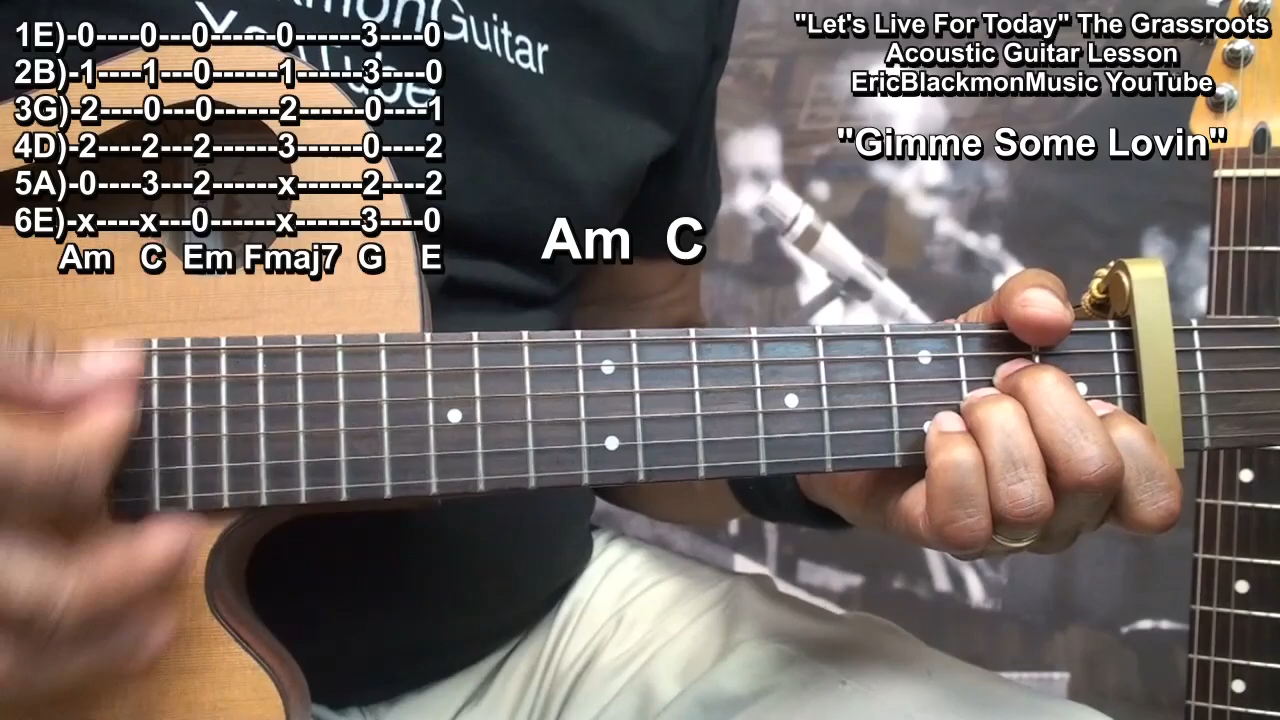 1E)-0----0---0------0------3----0
2B)-1----1---0------1------3----0
3G)-2----0---0------2------0----1
4D)-2----2---2------3------0----2
5A)-0----3---2------x------2----2
6E)-x----x---0------x------3----0
Am C Em Fmaj7 G E
Guitar
"Let's Live For Today" The Grassroots
Acoustic Guitar Lesson
EricBlackmonMusic YouTube
"Gimme Some Lovin"
Am C